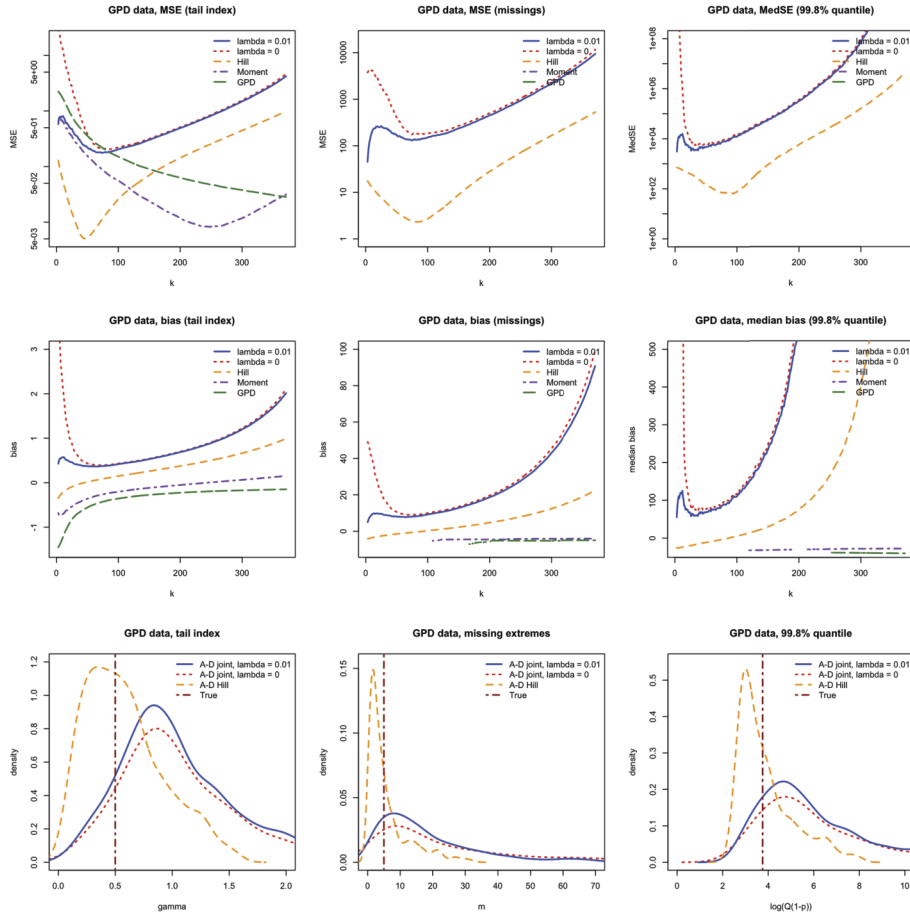 GPD data, MSE (tail index)
lambda = 0.01
lambda = 0
Hill
Moment
GPD
MSE
5e+00
5e-01
5e-02
5e-03
0 100 200 300
k
GPD data, MSE (missings)
lambda = 0.01
lambda = 0
Hill
Moment
GPD
MSE
10000
1000
100
10
1
0 100 200 300
k
GPD data, MedSE (99.8% quantile)
lambda = 0.01
lambda = 0
Hill
Moment
GPD
MedSE
1e+08
1e+06
1e+04
1e+02
1e+00
0 100 200 300
k
GPD data, bias (tail index)
lambda = 0.01
lambda = 0
Hill
Moment
GPD
bias
3
2
1
0
-1
0 100 200 300
k
GPD data, bias (missings)
lambda = 0.01
lambda = 0
Hill
Moment
GPD
bias
100
80
60
40
20
0
0 100 200 300
k
GPD data, median bias (99.8% quantile)
lambda = 0.01
lambda = 0
Hill
Moment
GPD
median bias
500
400
300
200
100
0
0 100 200 300
k
GPD data, tail index
A-D joint, lambda = 0.01
A-D joint, lambda = 0
A-D Hill
True
density
1.2
1.0
0.8
0.6
0.4
0.2
0.0
0.0 0.5 1.0 1.5 2.0
gamma
GPD data, missing extremes
A-D joint, lambda = 0.01
A-D joint, lambda = 0
A-D Hill
True
density
0.15
0.10
0.05
0.00
0 10 20 30 40 50 60 70
m
GPD data, 99.8% quantile
A-D joint, lambda = 0.01
A-D joint, lambda = 0
A-D Hill
True
density
0.5
0.4
0.3
0.2
0.1
0.0
0 2 4 6 8 10
log(Q(1-p))